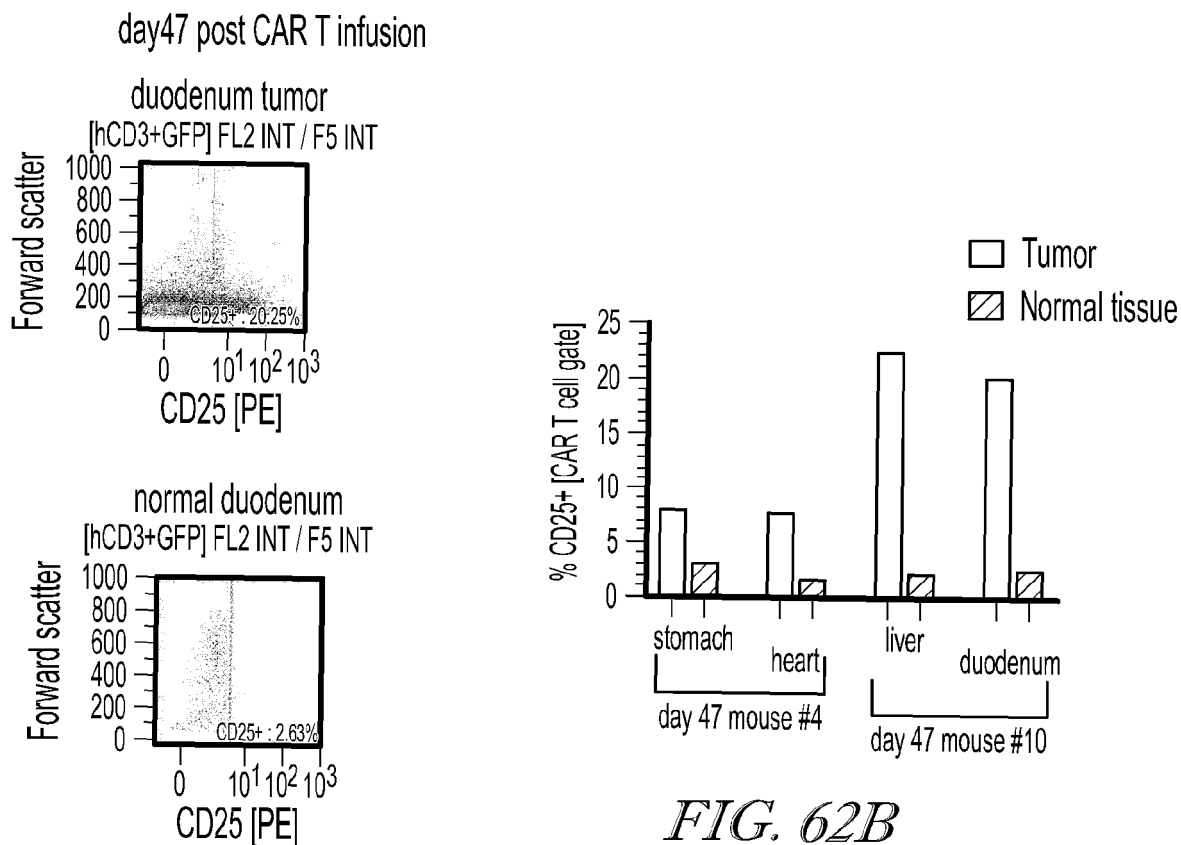 day47 post CAR T infusion
duodenum tumor
[hCD3+GFP] FL2 INT / F5 INT
Forward scatter
1000
800
600
400
200
0
CD25+ : 20.25%
0 10¹ 10² 10³
CD25 [PE]
normal duodenum
[hCD3+GFP] FL2 INT / F5 INT
Forward scatter
1000
800
600
400
200
0
CD25+ : 2.63%
0 10¹ 10² 10³
CD25 [PE]
Tumor
Normal tissue
% CD25+ [CAR T cell gate]
25
20
15
10
5
0
stomach heart liver duodenum
day 47 mouse #4 day 47 mouse #10
FIG. 62B